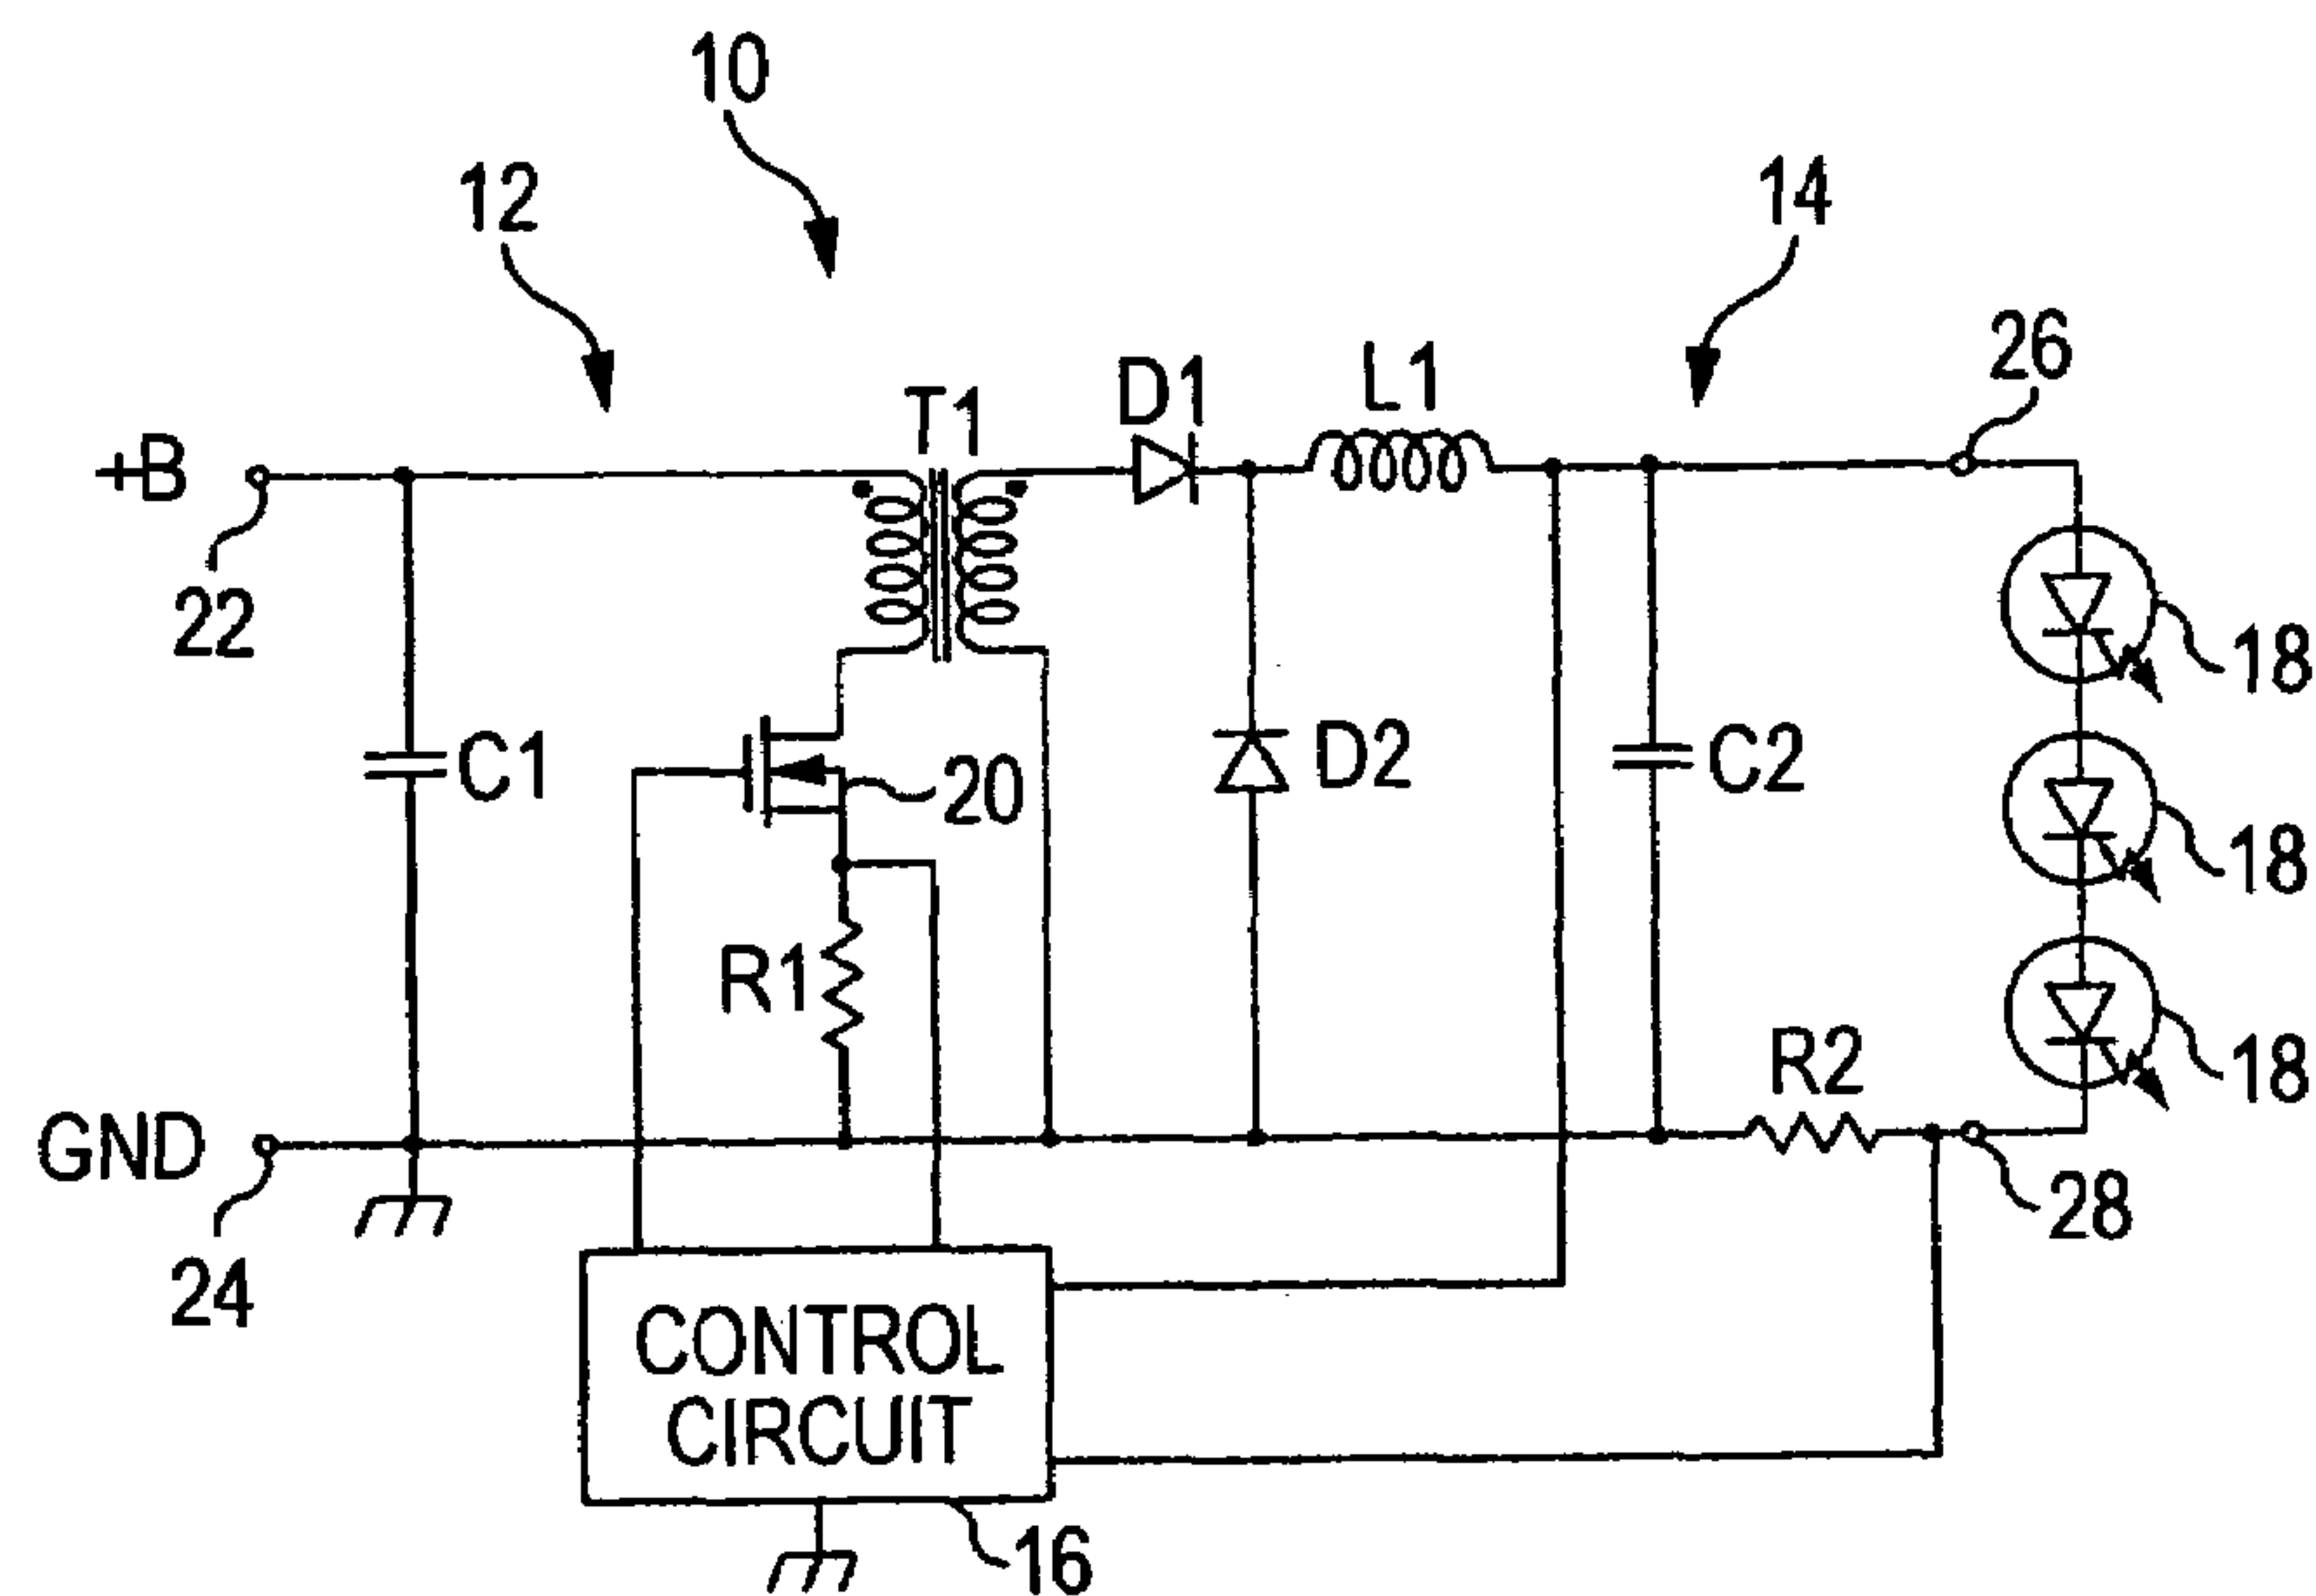 10
12
14
26
T1
D1
L1
+B
22
18
C1
20
D2
C2
18
R1
R2
18
GND
28
24
CONTROL
CIRCUIT
16